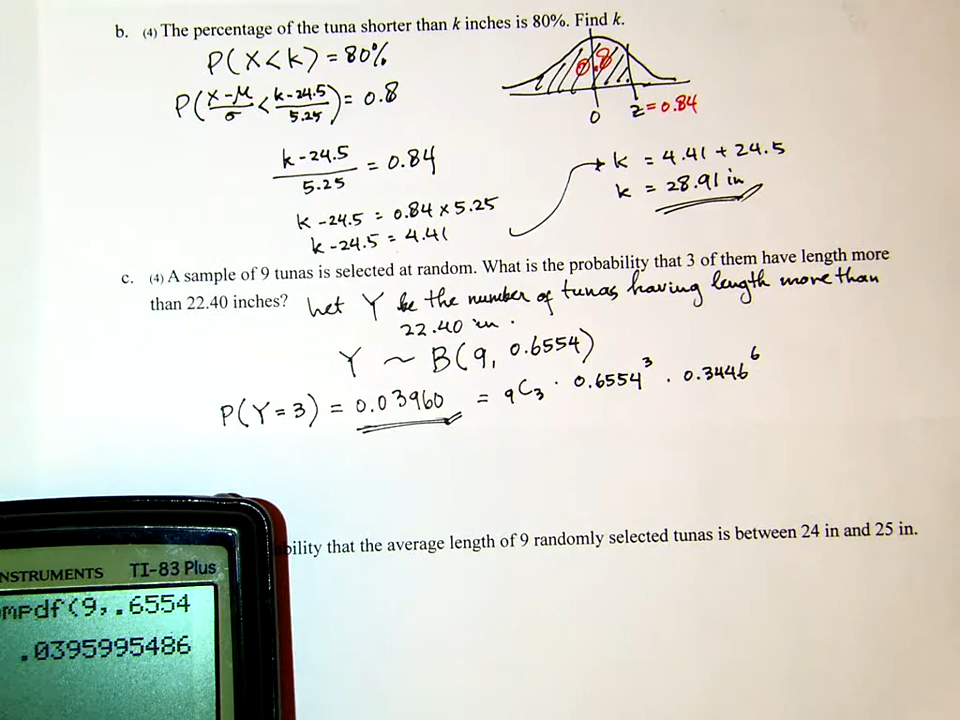 b. (4) The percentage of the tuna shorter than k inches is 80%. Find k.
P(X<k) = 80%
P(X-μ/σ < k-24.5/5.25) = 0.8
0.8
0
z=0.84
k-24.5/5.25 = 0.84
k-24.5 = 0.84 x 5.25
k-24.5 = 4.41
k = 4.41 + 24.5
k = 28.91 in
c. (4) A sample of 9 tunas is selected at random. What is the probability that 3 of them have length more
than 22.40 inches? Let Y be the number of tunas having length more than
22.40 in.
Y ~ B(9, 0.6554)
P(Y=3) = 0.03960 = 9C3 · 0.6554³ · 0.3446⁶
bility that the average length of 9 randomly selected tunas is between 24 in and 25 in.
NSTRUMENTS TI-83 Plus
mpdf(9,.6554
.0395995486